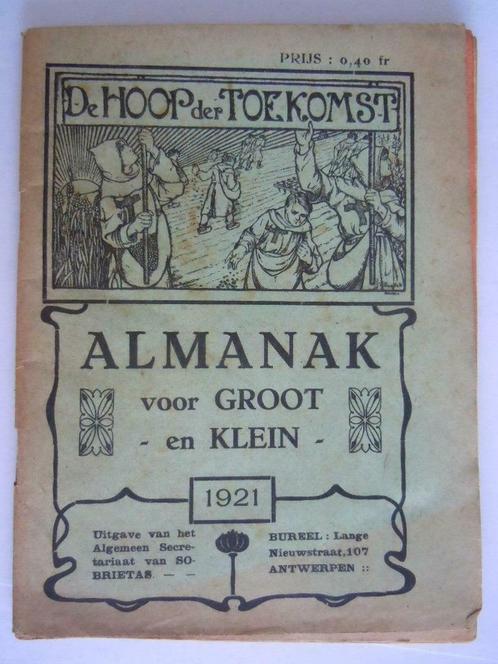 PRIJS : 0,40 fr
De HOOP der TOEKOMST
ALMANAK
voor GROOT
- en KLEIN -
1921
Uitgave van het
Algemeen Secre-
tariaat van SO-
BRIETAS. — —
BUREEL : Lange
Nieuwstraat,107
ANTWERPEN ::